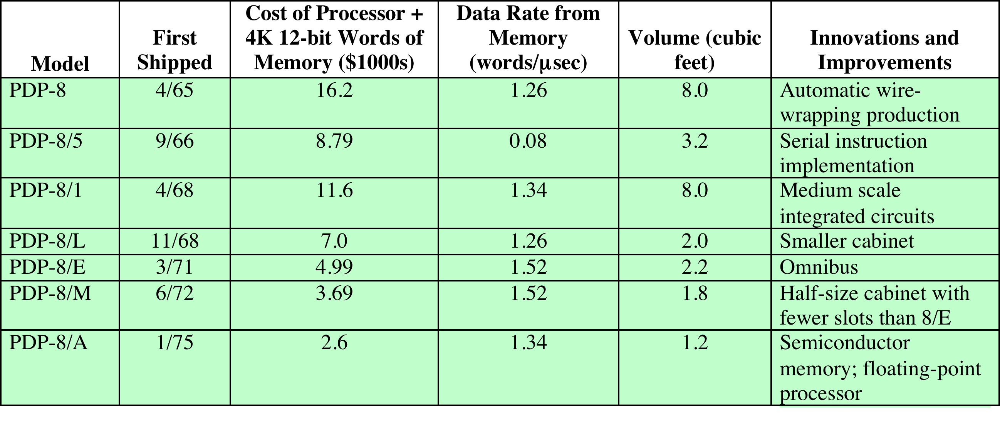 Model
First
Shipped
Cost of Processor +
4K 12-bit Words of
Memory ($1000s)
Data Rate from
Memory
(words/μsec)
Volume (cubic
feet)
Innovations and
Improvements
PDP-8
4/65
16.2
1.26
8.0
Automatic wire-
wrapping production
PDP-8/5
9/66
8.79
0.08
3.2
Serial instruction
implementation
PDP-8/1
4/68
11.6
1.34
8.0
Medium scale
integrated circuits
PDP-8/L
11/68
7.0
1.26
2.0
Smaller cabinet
PDP-8/E
3/71
4.99
1.52
2.2
Omnibus
PDP-8/M
6/72
3.69
1.52
1.8
Half-size cabinet with
fewer slots than 8/E
PDP-8/A
1/75
2.6
1.34
1.2
Semiconductor
memory; floating-point
processor